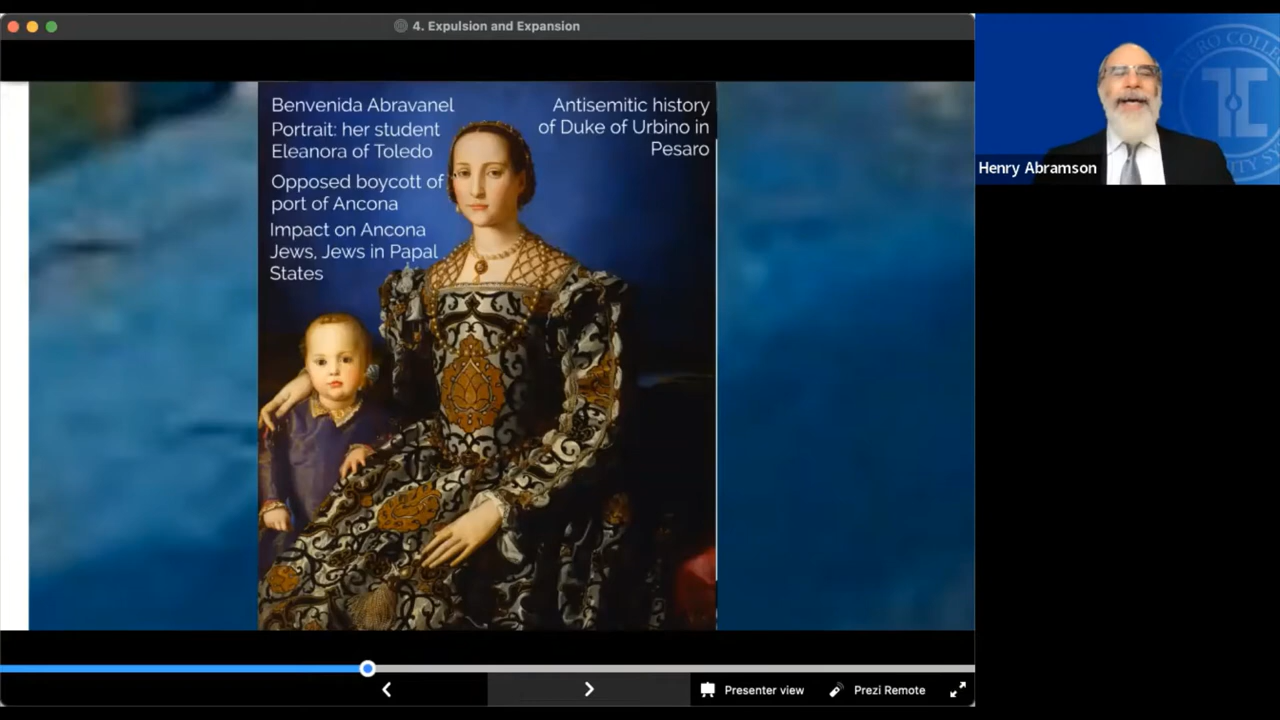 4. Expulsion and Expansion
Benvenida Abravanel
Portrait: her student
Eleanora of Toledo
Opposed boycott of
port of Ancona
Impact on Ancona
Jews, Jews in Papal
States
Antisemitic history
of Duke of Urbino in
Pesaro
Henry Abramson
Presenter view
Prezi Remote